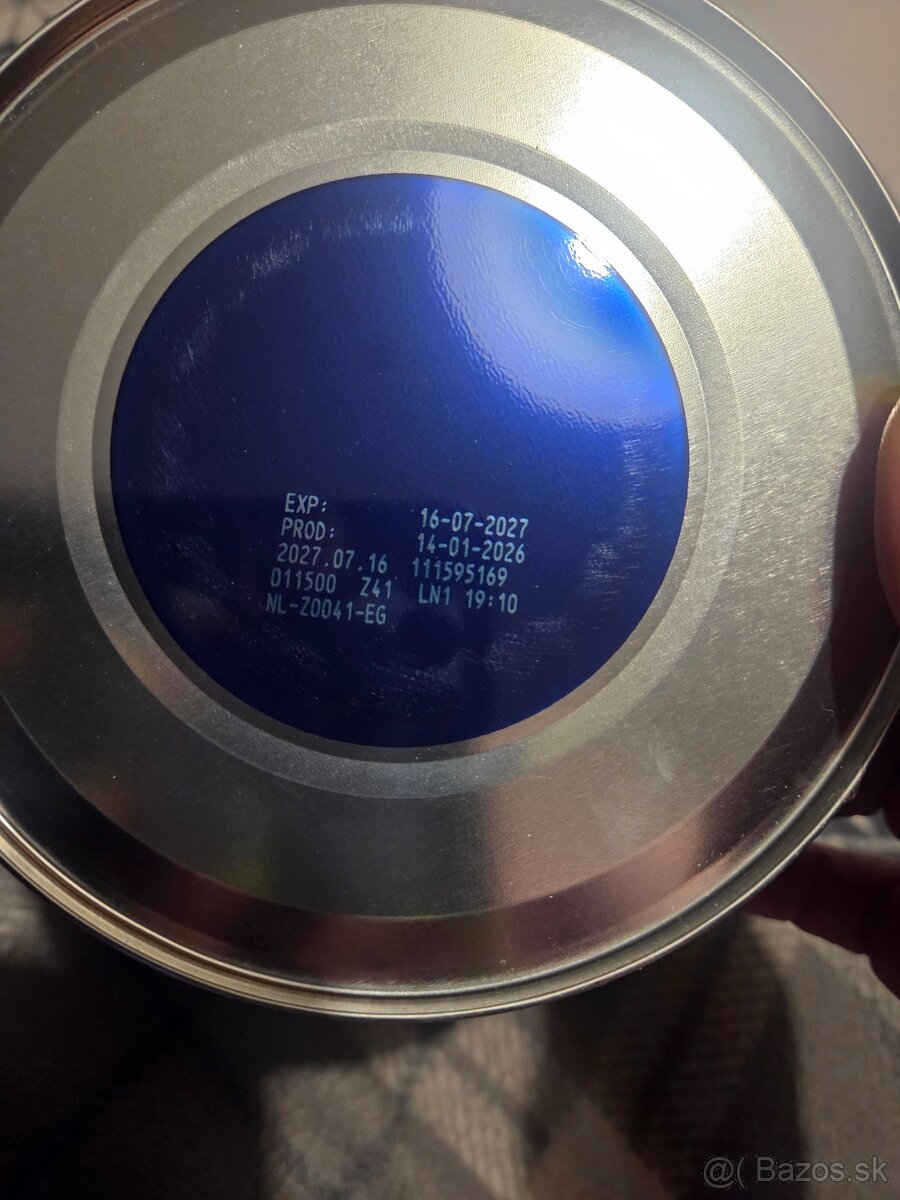 EXP: 16-07-2027
PROD: 14-01-2026
2027.07.16 111595169
011500 Z41 LN1 19:10
NL-Z0041-EG
@( Bazos.sk